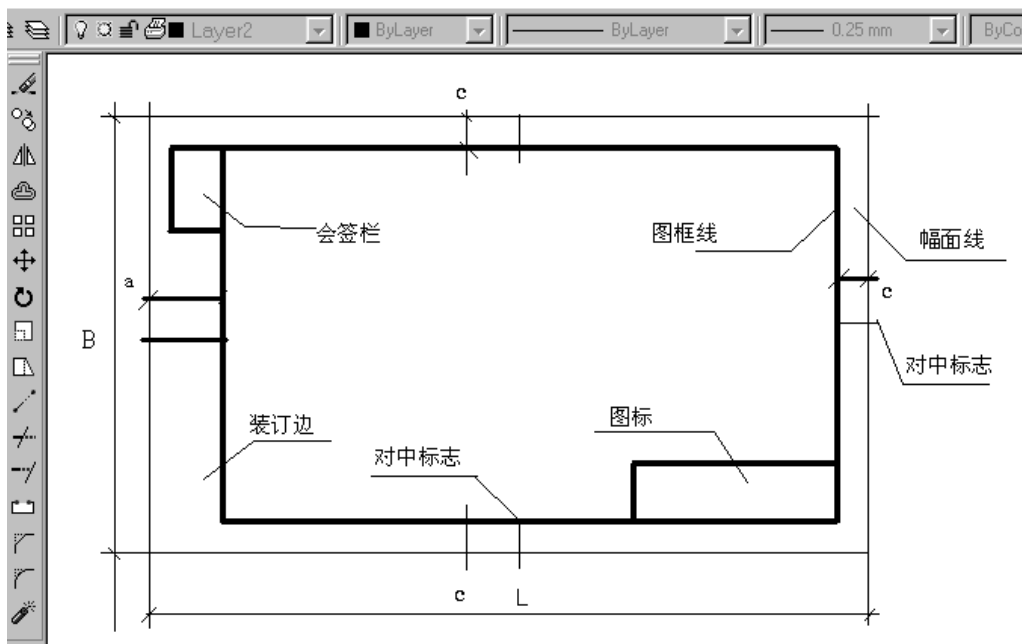 Layer2 ByLayer ByLayer 0.25 mm ByCo
c
会签栏 图框线 幅面线
a c
B
对中标志
装订边 图标
对中标志
c L